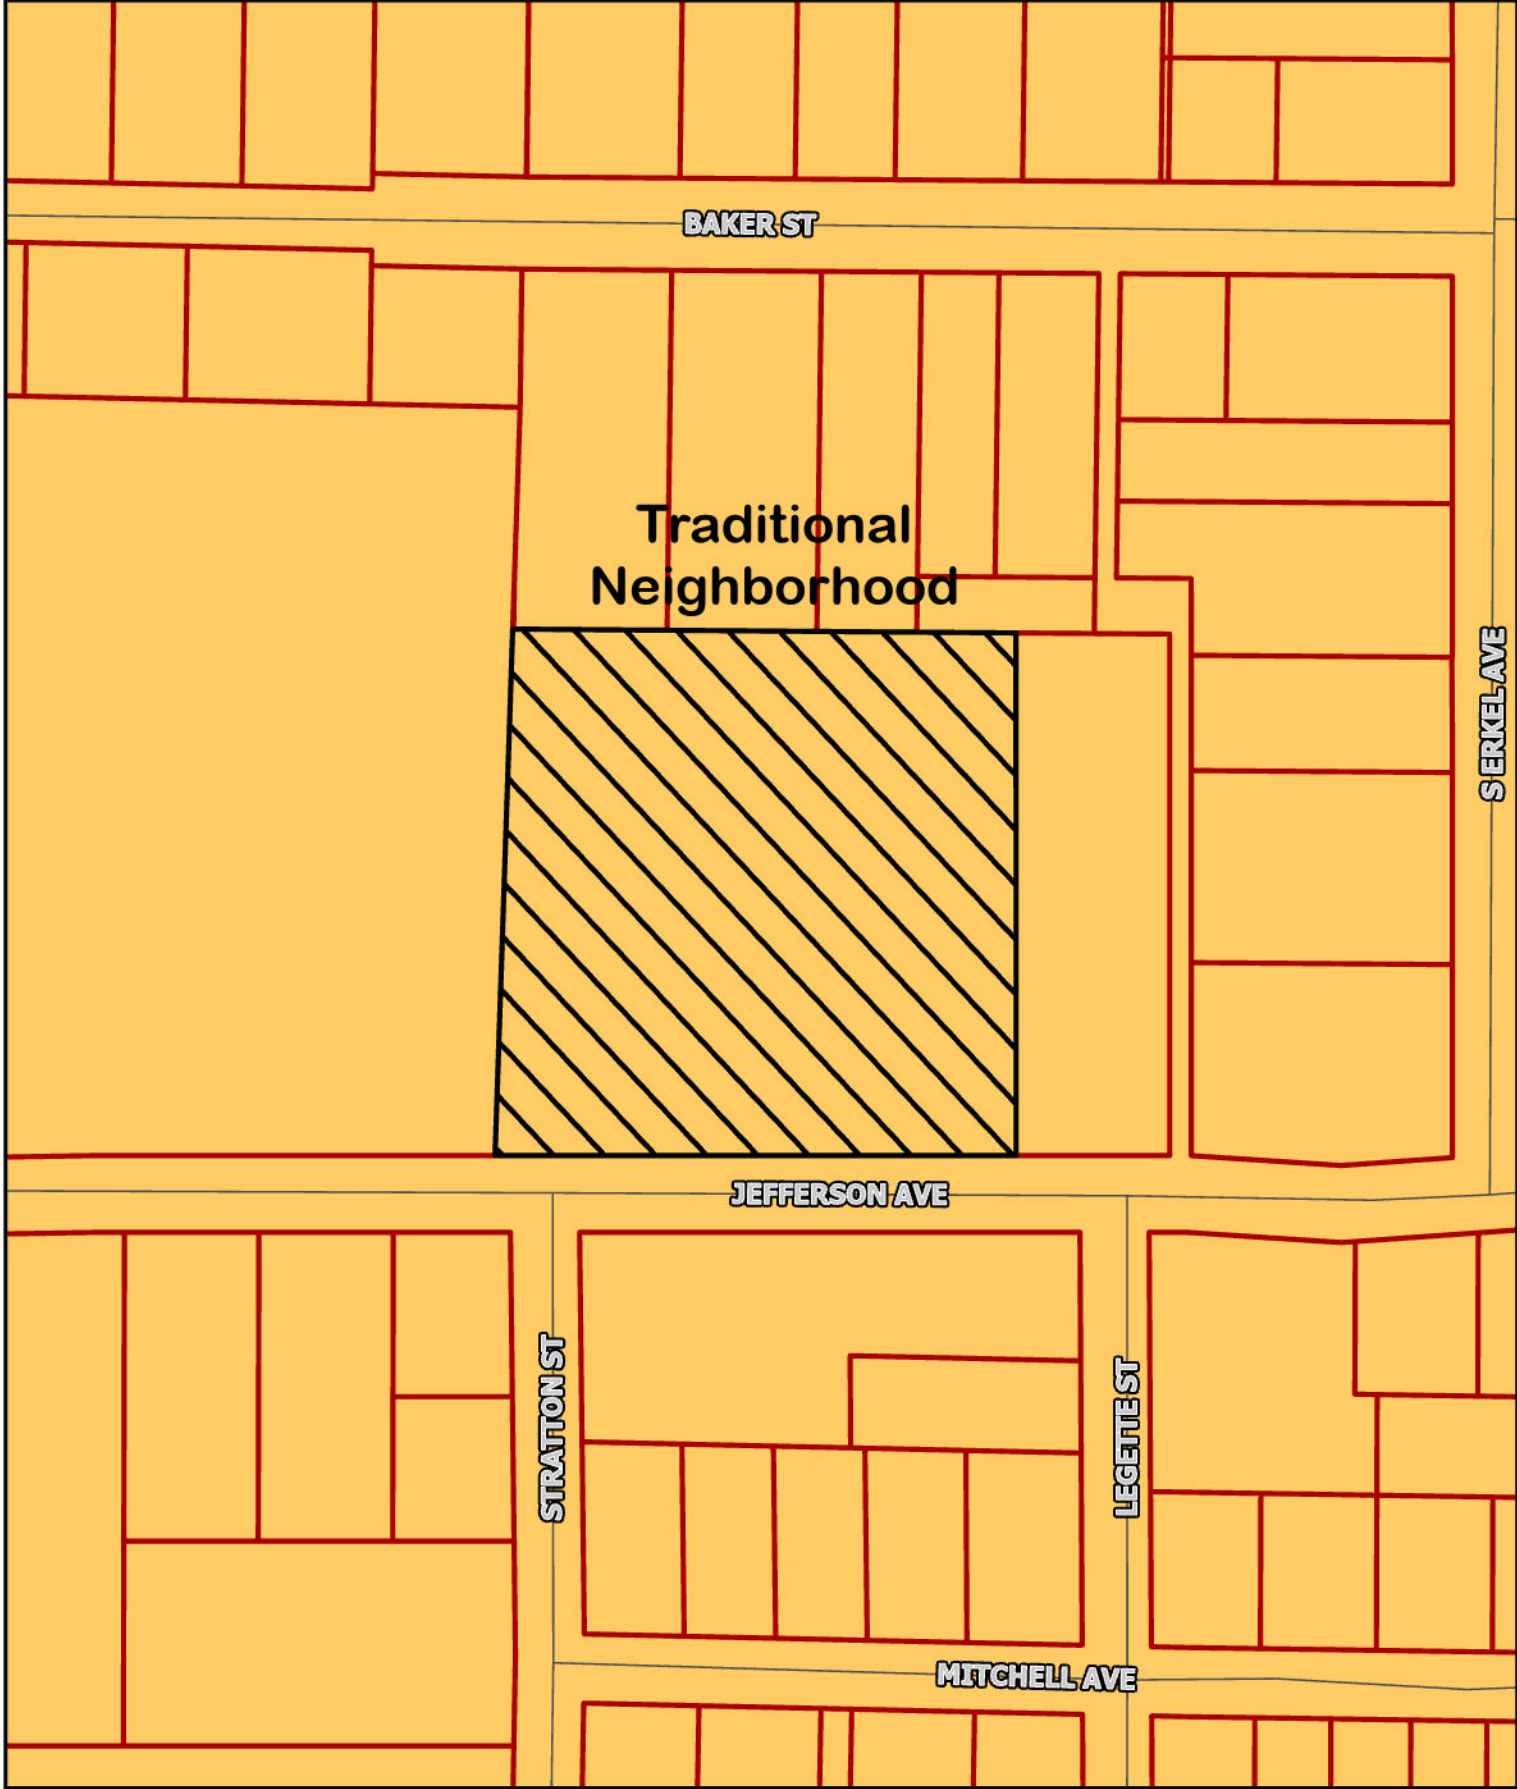 BAKER ST
Traditional
Neighborhood
S ERKEL AVE
JEFFERSON AVE
STRATTON ST
LEGETTE ST
MITCHELL AVE